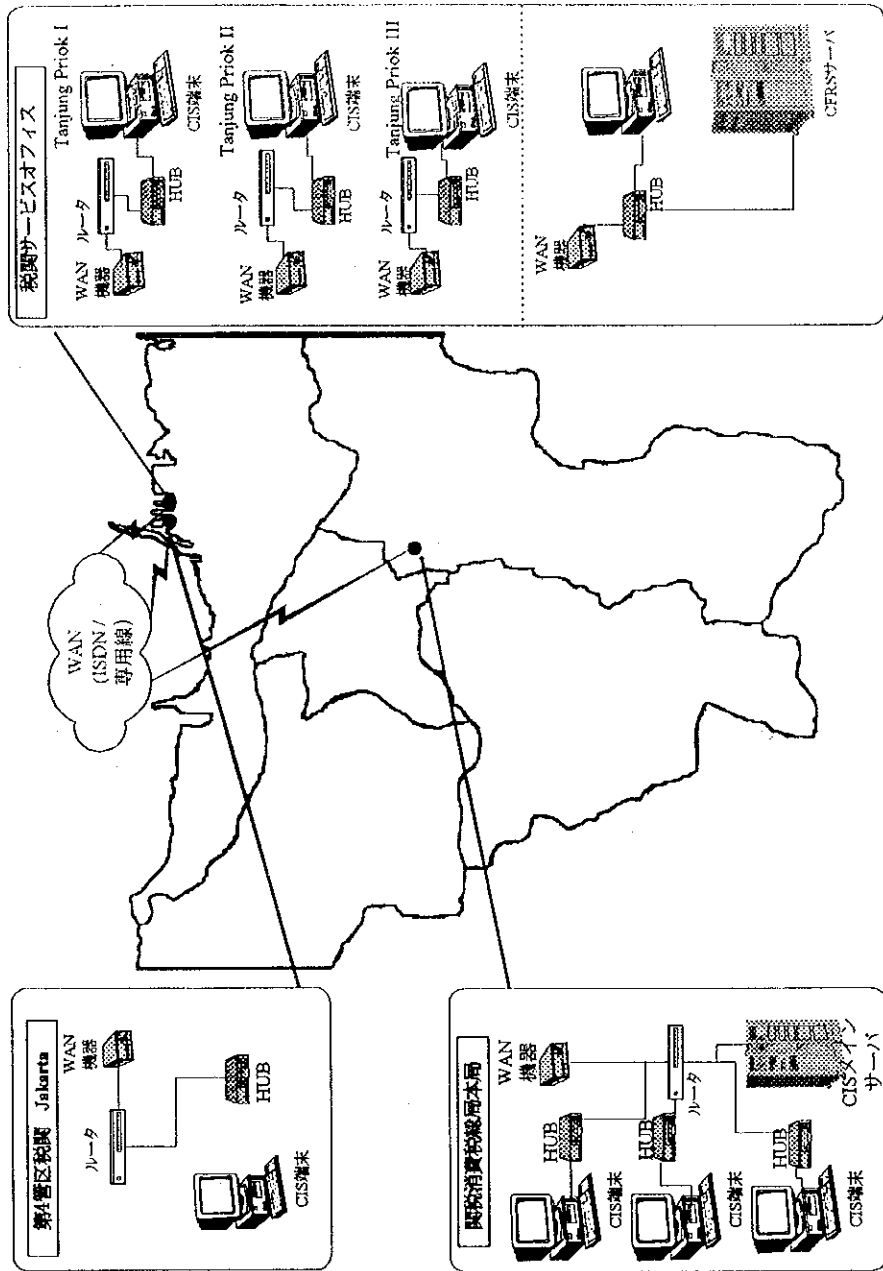 第4管区税関 Jakarta
ルータ
WAN
機器
CIS端末
HUB
関税消費税総局本局
WAN
機器
HUB
CIS端末
HUB
ルータ
CIS端末
HUB
CISメイン
サーバ
CIS端末
WAN
(ISDN /
専用線)
税関サービスオフィス
Tanjung Priok I
ルータ
WAN
機器
HUB
CIS端末
Tanjung Priok II
ルータ
WAN
機器
HUB
CIS端末
Tanjung Priok III
ルータ
WAN
機器
HUB
CIS端末
WAN
機器
HUB
CFRSサーバ